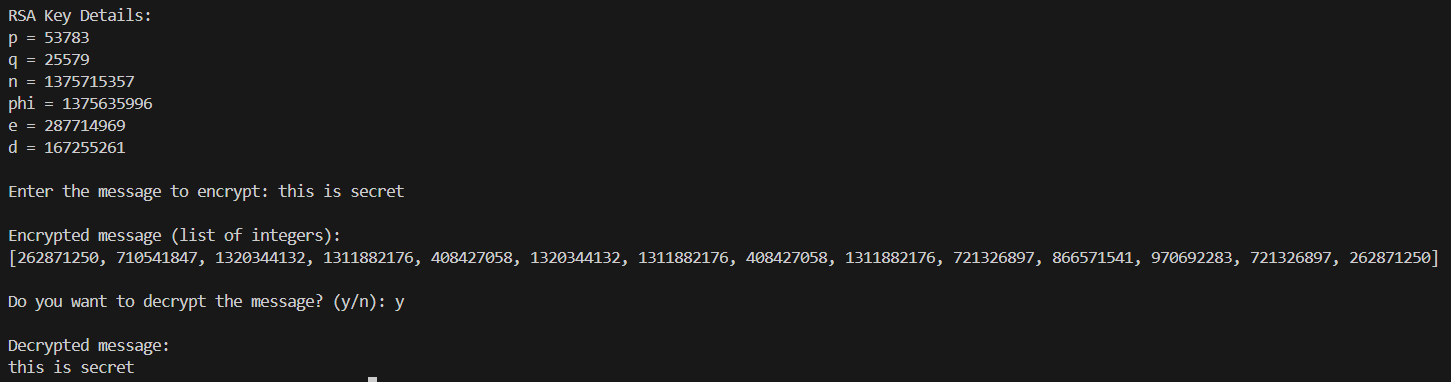 RSA Key Details:
p = 53783
q = 25579
n = 1375715357
phi = 1375635996
e = 287714969
d = 167255261
Enter the message to encrypt: this is secret
Encrypted message (list of integers):
[262871250, 710541847, 1320344132, 1311882176, 408427058, 1320344132, 1311882176, 408427058, 1311882176, 721326897, 866571541, 970692283, 721326897, 262871250]
Do you want to decrypt the message? (y/n): y
Decrypted message:
this is secret